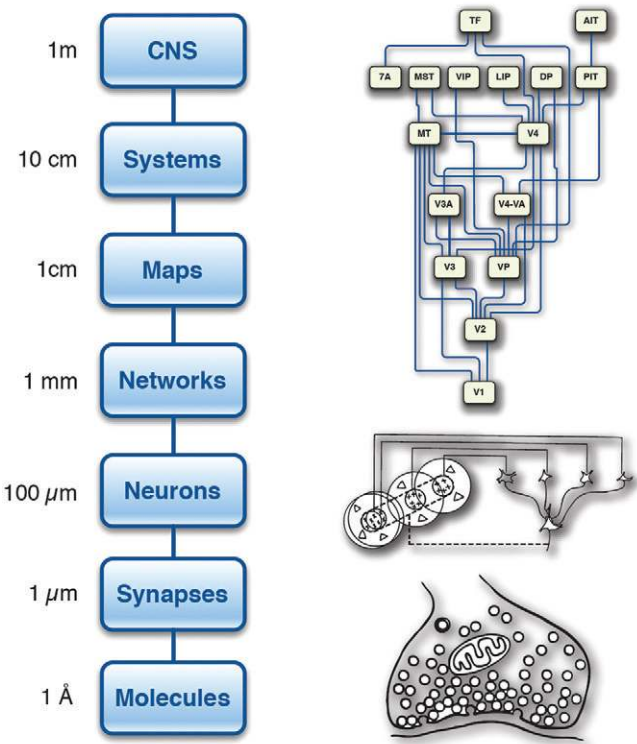 1m
CNS
10 cm
Systems
1cm
Maps
1 mm
Networks
100 µm
Neurons
1 µm
Synapses
1 Å
Molecules
TF
AIT
7A MST VIP LIP DP PIT
MT V4
V3A V4-VA
V3 VP
V2
V1